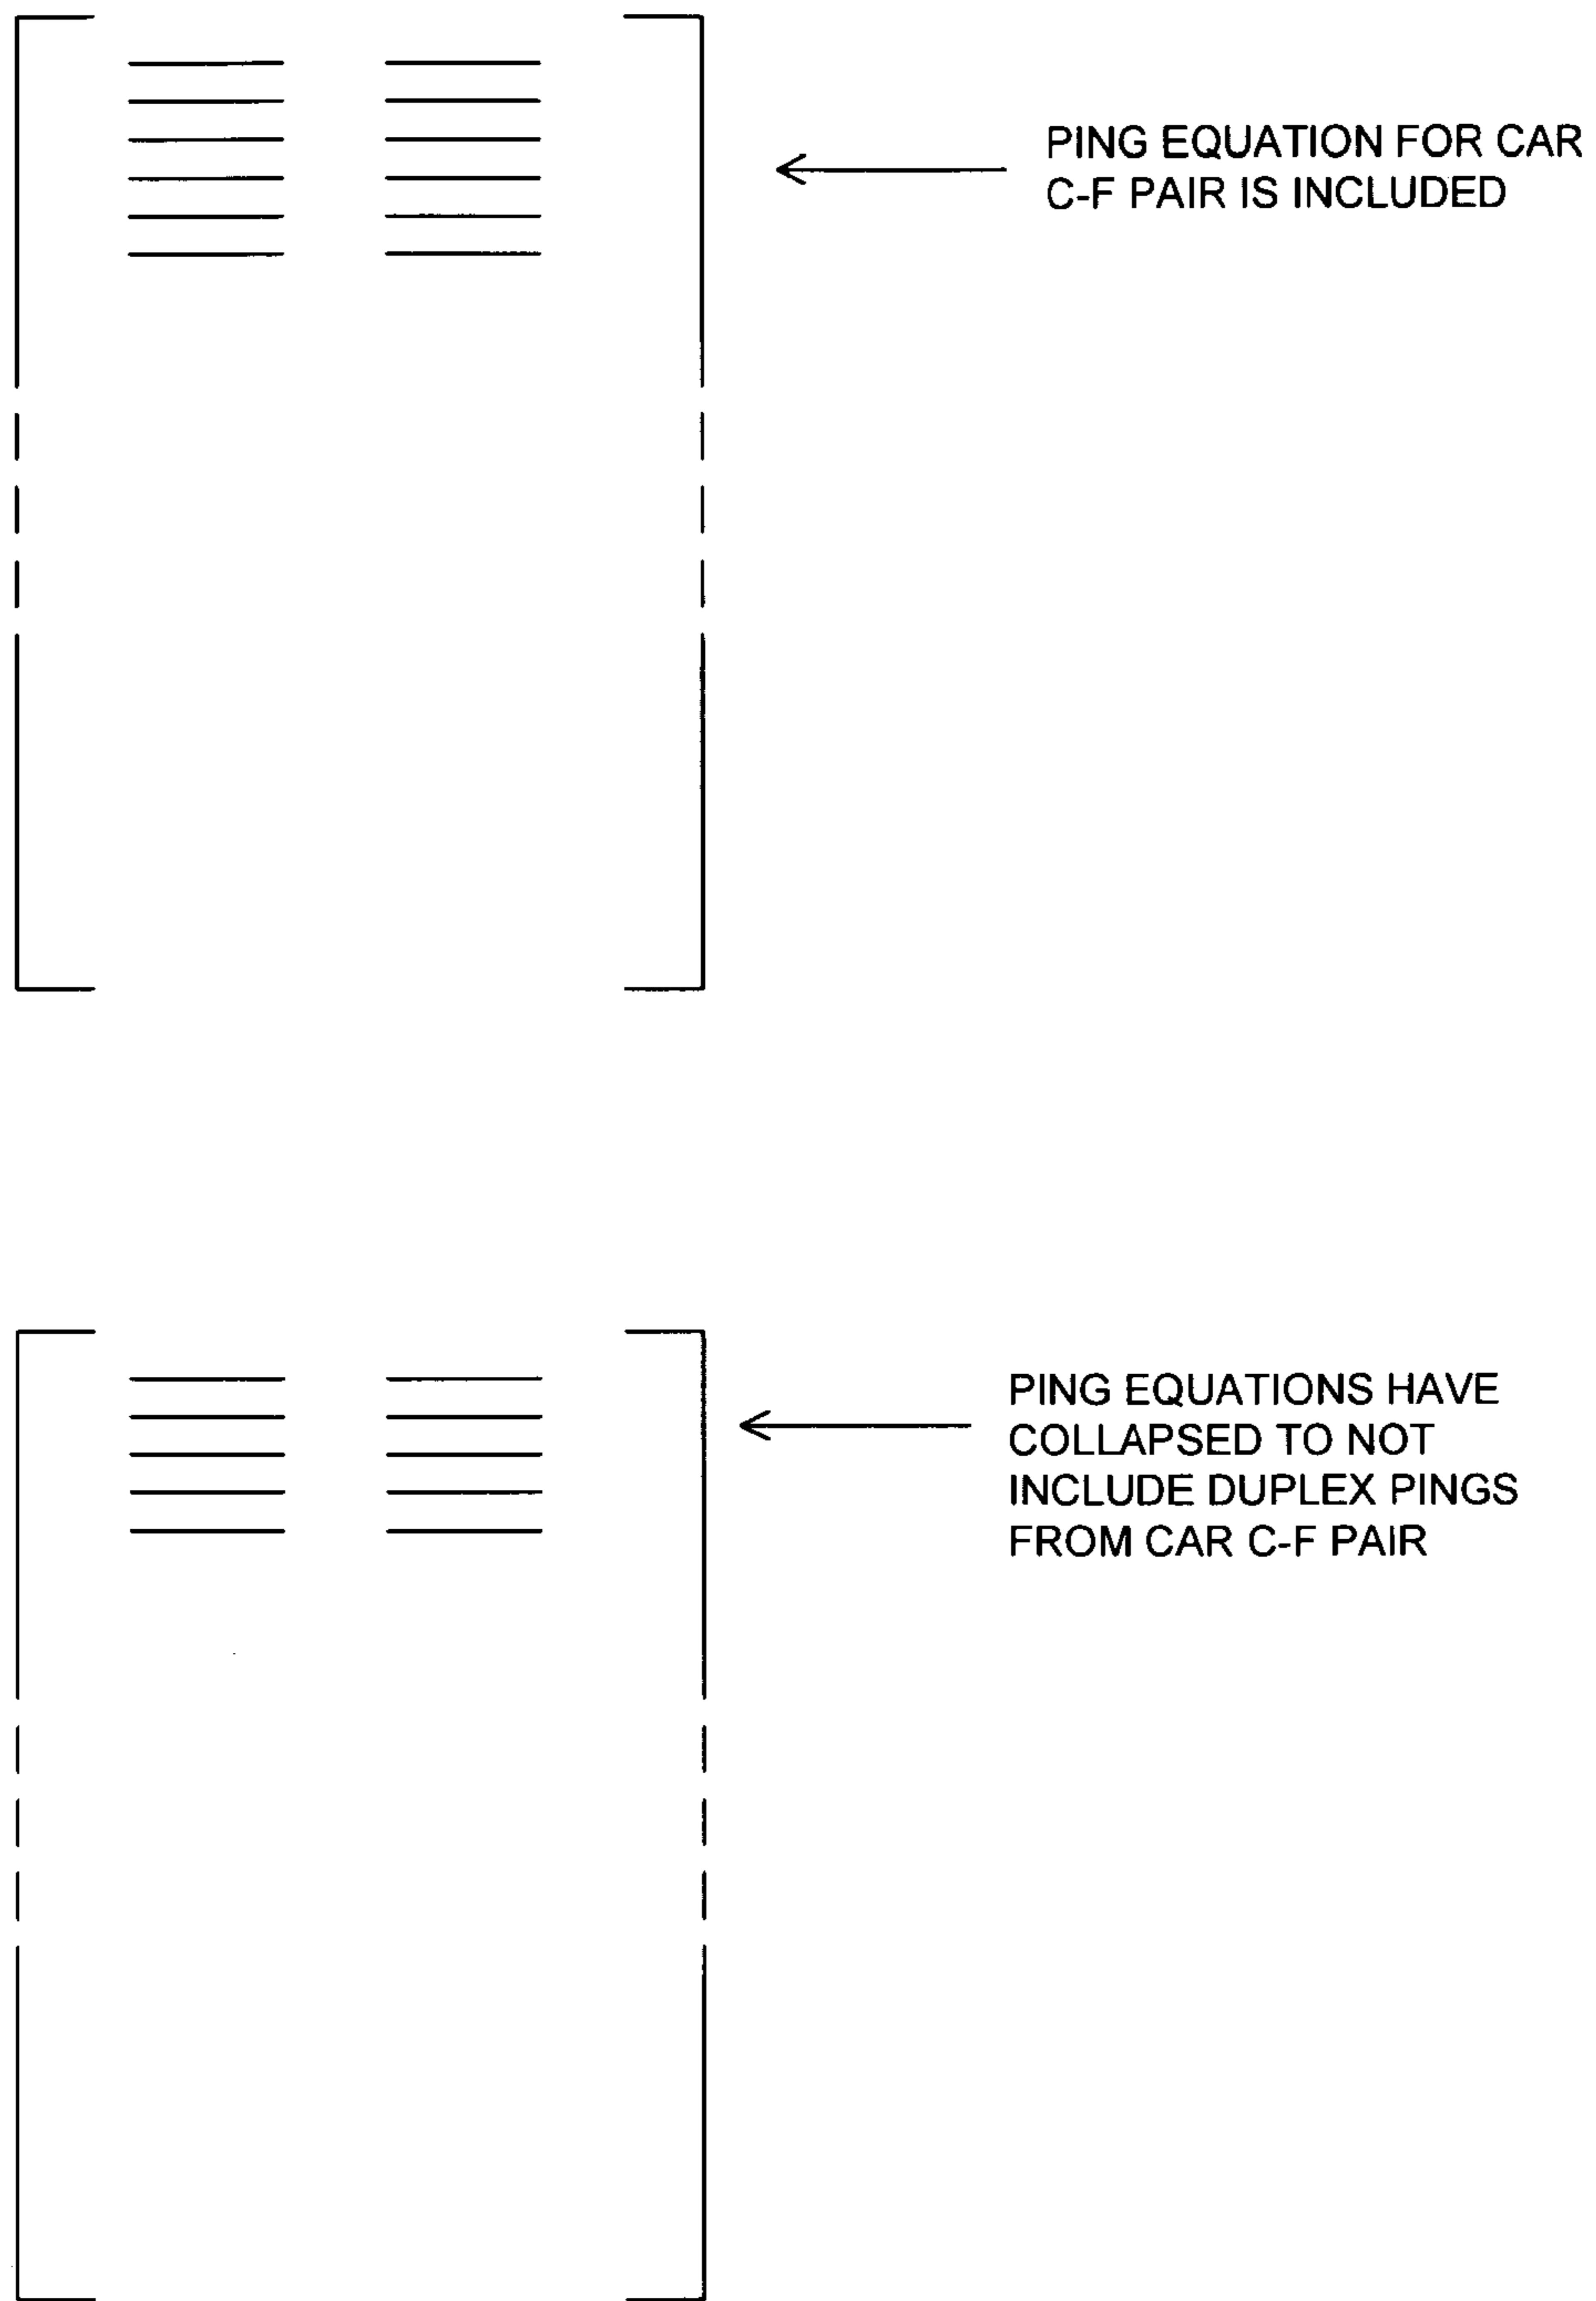 PING EQUATION FOR CAR
C-F PAIR IS INCLUDED
PING EQUATIONS HAVE
COLLAPSED TO NOT
INCLUDE DUPLEX PINGS
FROM CAR C-F PAIR